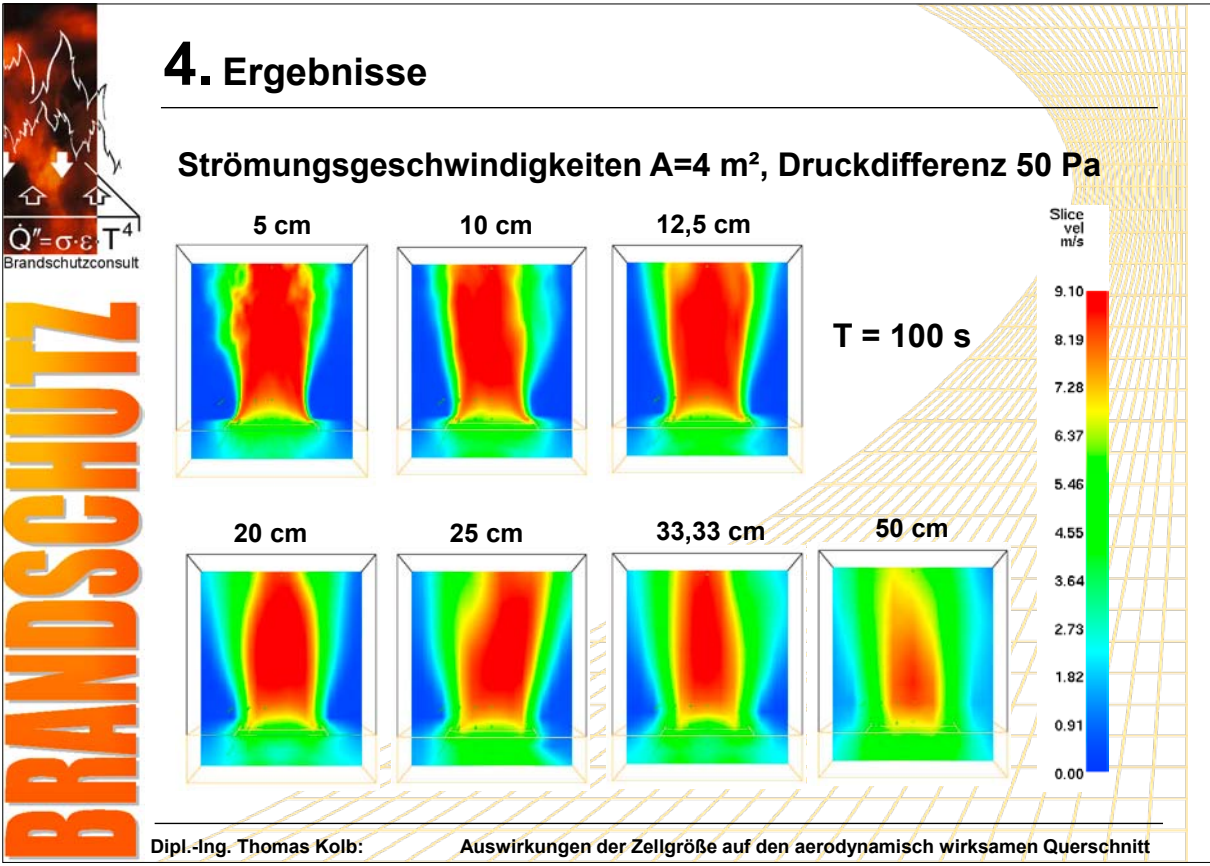 4. Ergebnisse
Strömungsgeschwindigkeiten A=4 m², Druckdifferenz 50 Pa
Q̇″=σ·ε·T⁴
Brandschutzconsult
BRANDSCHUTZ
5 cm
10 cm
12,5 cm
T = 100 s
20 cm
25 cm
33,33 cm
50 cm
Slice
vel
m/s
9.10
8.19
7.28
6.37
5.46
4.55
3.64
2.73
1.82
0.91
0.00
Dipl.-Ing. Thomas Kolb: Auswirkungen der Zellgröße auf den aerodynamisch wirksamen Querschnitt